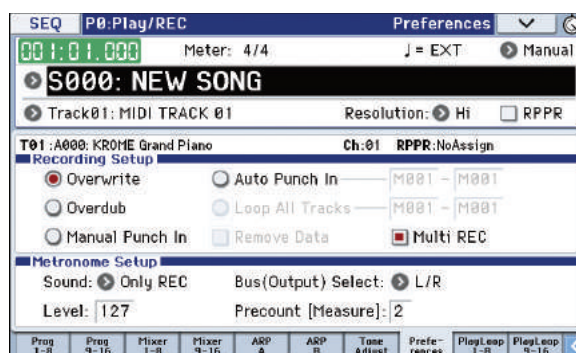 SEQ P0:Play/REC Preferences
001:01.000 Meter: 4/4 ♩ = EXT Manual
S000: NEW SONG
Track01: MIDI TRACK 01 Resolution: Hi RPPR
T01 :A000: KROME Grand Piano Ch:01 RPPR:NoAssign
Recording Setup
Overwrite Auto Punch In M001 - M001
Overdub Loop All Tracks M001 - M001
Manual Punch In Remove Data Multi REC
Metronome Setup
Sound: Only REC Bus(Output) Select: L/R
Level: 127 Precount [Measure]: 2
Prog 1-8 Prog 9-16 Mixer 1-8 Mixer 9-16 ARP A ARP B Tone Adjust Prefe-rences PlayLoop 1-8 PlayLoop 9-16